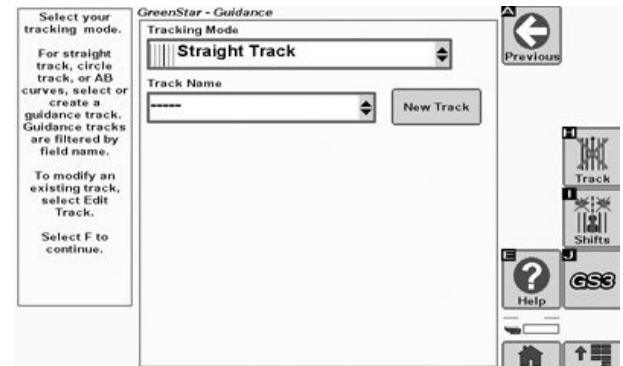 Select your
tracking mode.
For straight
track, circle
track, or AB
curves, select or
create a
guidance track.
Guidance tracks
are filtered by
field name.
To modify an
existing track,
select Edit
Track.
Select F to
continue.
GreenStar - Guidance
Tracking Mode
Straight Track
Track Name
-----
New Track
A
Previous
H
Track
I
Shifts
E
Help
J
GS3
----- -----